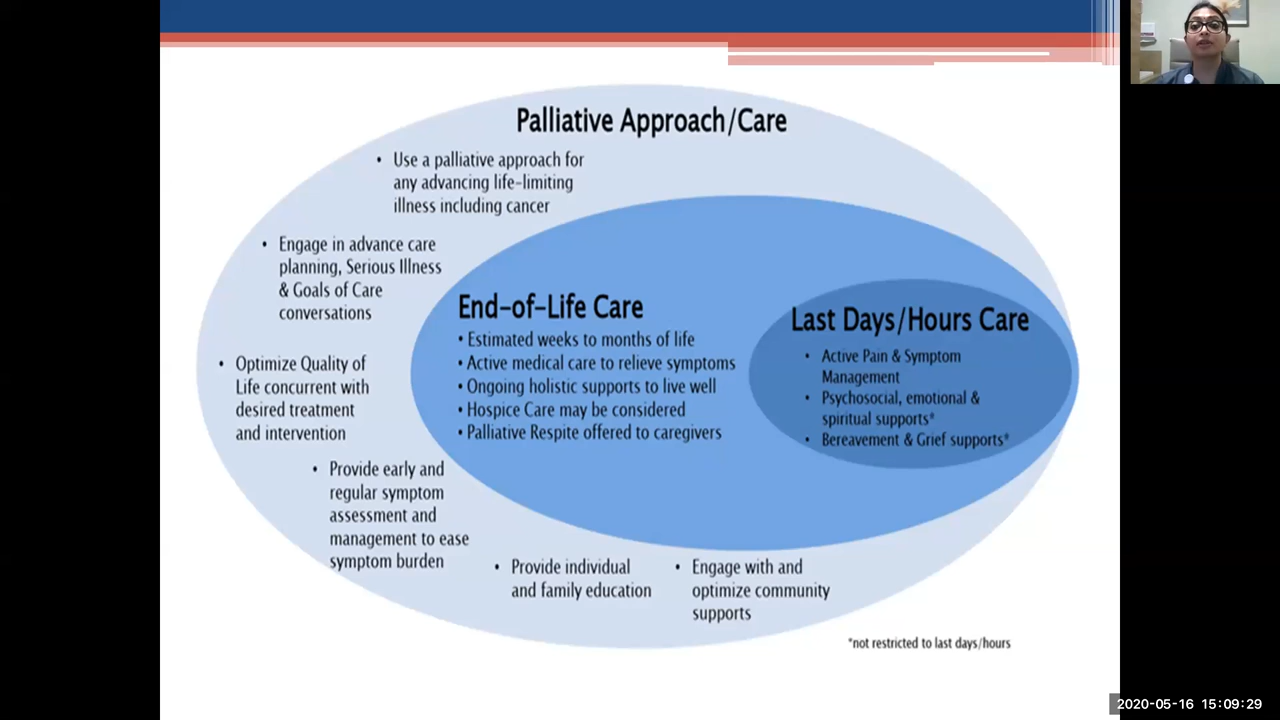 Palliative Approach/Care
• Use a palliative approach for
any advancing life-limiting
illness including cancer
• Engage in advance care
planning, Serious Illness
& Goals of Care
conversations
• Optimize Quality of
Life concurrent with
desired treatment
and intervention
• Provide early and
regular symptom
assessment and
management to ease
symptom burden
• Provide individual
and family education
• Engage with and
optimize community
supports
End-of-Life Care
• Estimated weeks to months of life
• Active medical care to relieve symptoms
• Ongoing holistic supports to live well
• Hospice Care may be considered
• Palliative Respite offered to caregivers
Last Days/Hours Care
• Active Pain & Symptom
Management
• Psychosocial, emotional &
spiritual supports*
• Bereavement & Grief supports*
*not restricted to last days/hours
2020-05-16 15:09:29